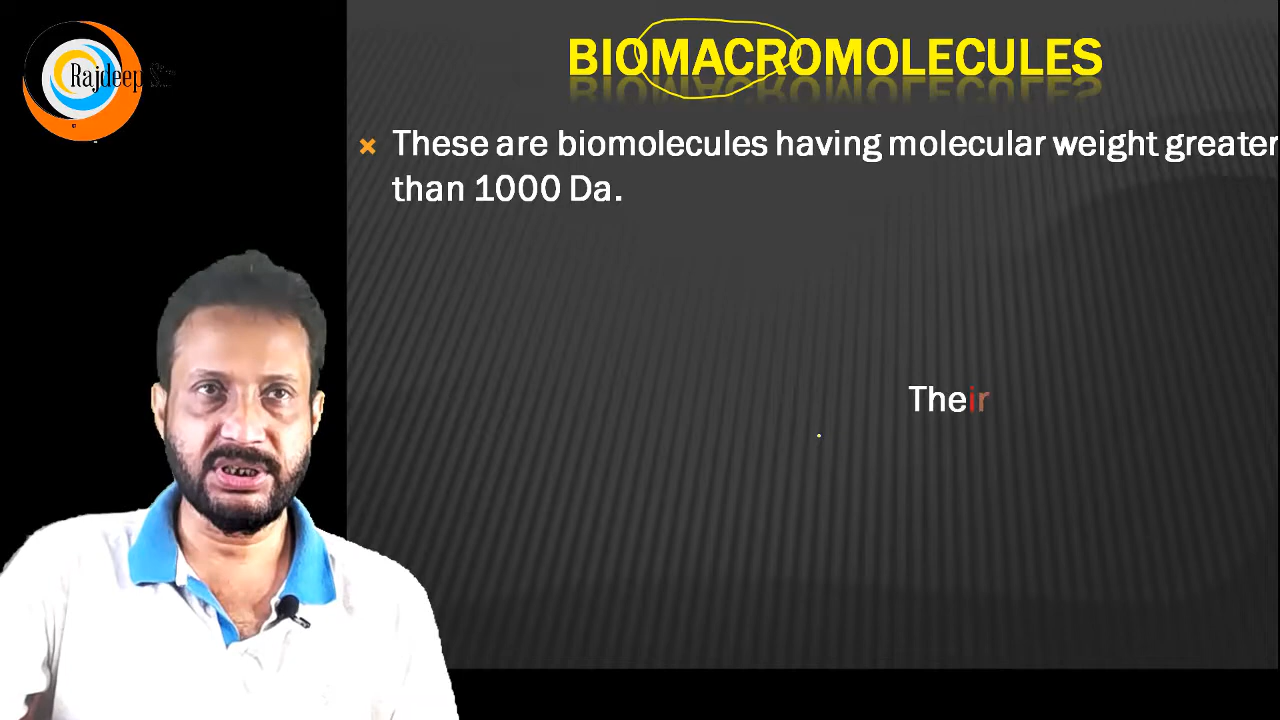 Rajdeep
BIOMACROMOLECULES
These are biomolecules having molecular weight greater
than 1000 Da.
Their